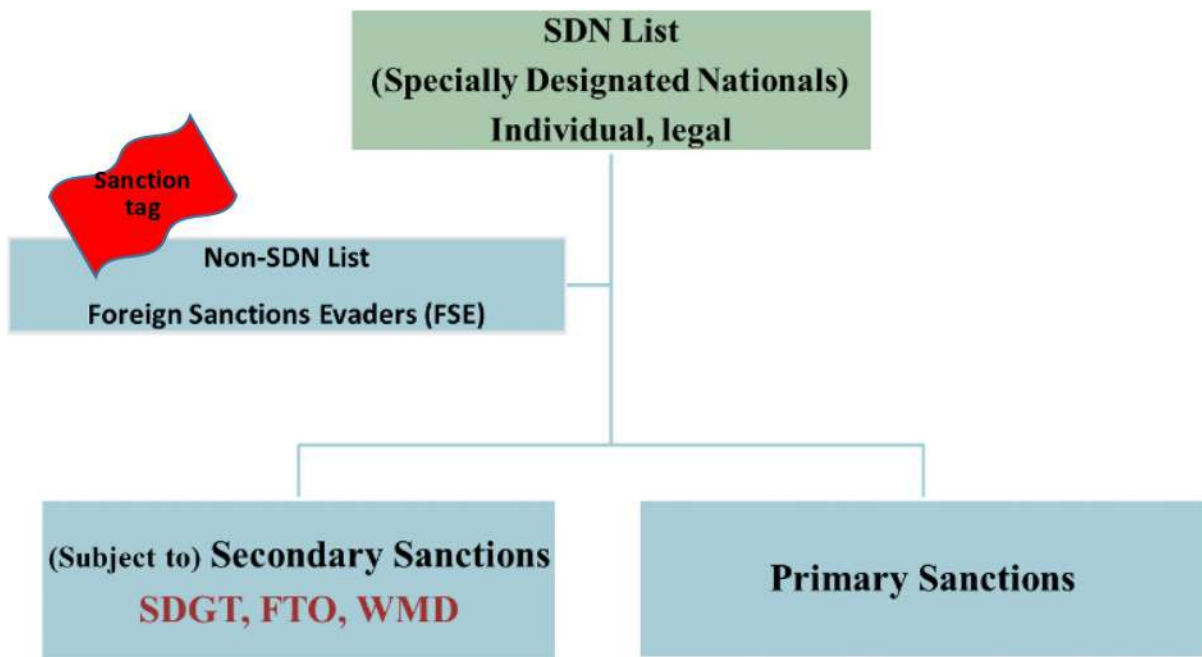 SDN List
(Specially Designated Nationals)
Individual, legal
Sanction
tag
Non-SDN List
Foreign Sanctions Evaders (FSE)
(Subject to) Secondary Sanctions
SDGT, FTO, WMD
Primary Sanctions